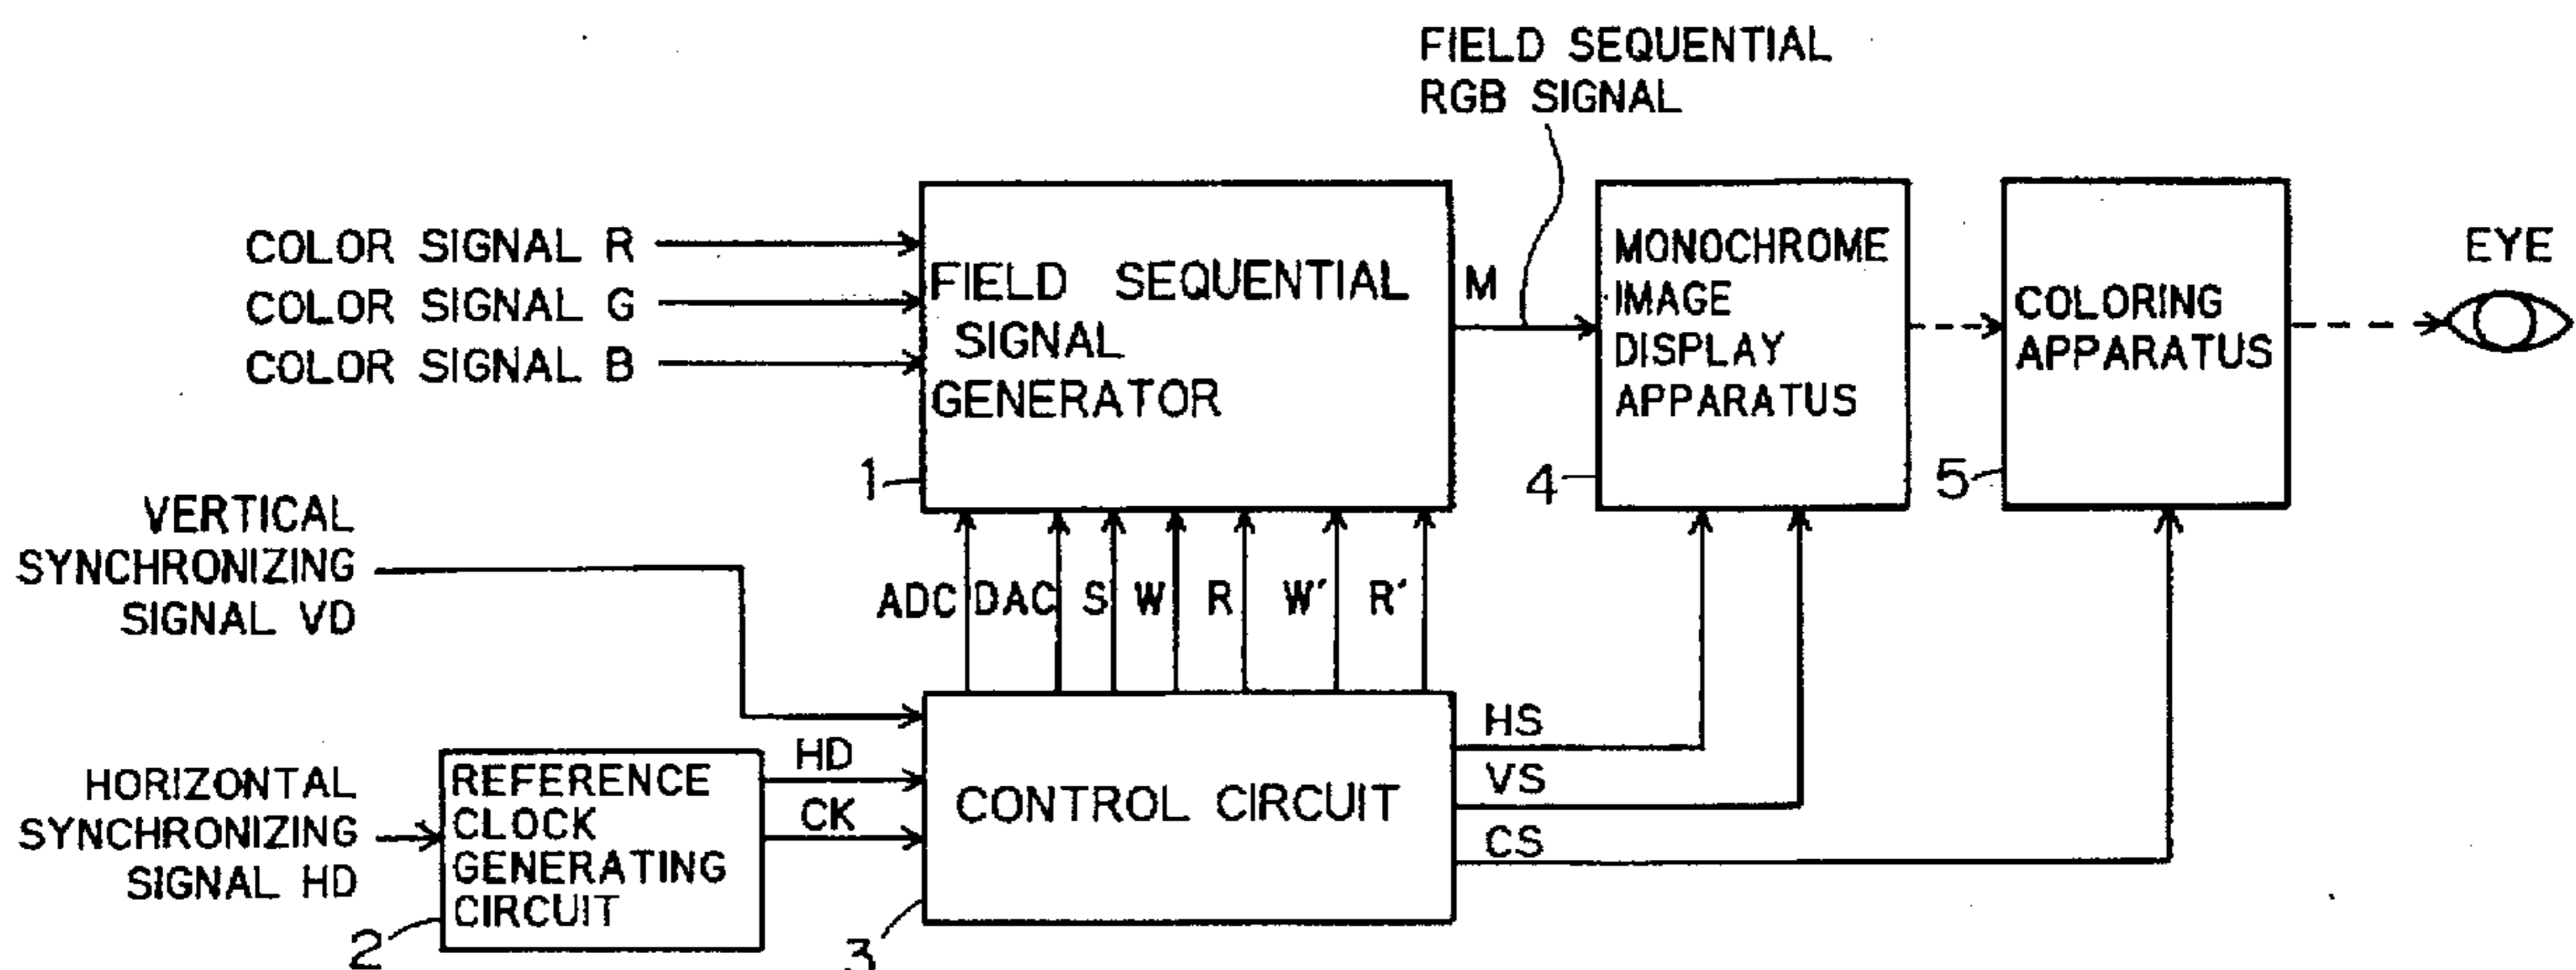 FIELD SEQUENTIAL
RGB SIGNAL
COLOR SIGNAL R
COLOR SIGNAL G
COLOR SIGNAL B
FIELD SEQUENTIAL
SIGNAL
GENERATOR
1
M
MONOCHROME
IMAGE
DISPLAY
APPARATUS
4
COLORING
APPARATUS
5
EYE
VERTICAL
SYNCHRONIZING
SIGNAL VD
ADC DAC S W R W' R'
HORIZONTAL
SYNCHRONIZING
SIGNAL HD
REFERENCE
CLOCK
GENERATING
CIRCUIT
2
HD
CK
CONTROL CIRCUIT
3
HS
VS
CS